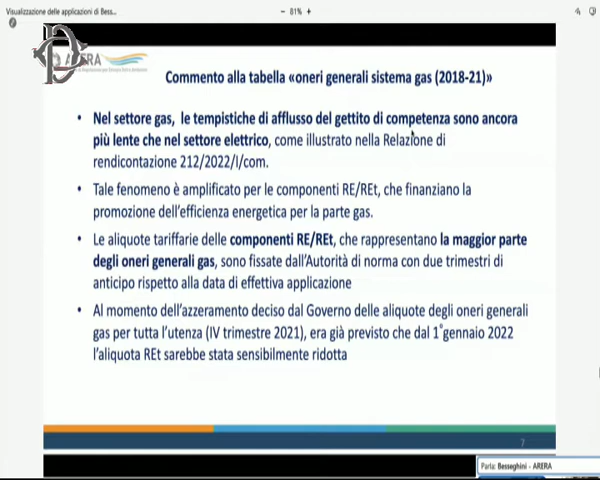 Visualizzazione delle applicazioni di Bess...
− 81% +
ARERA
Commento alla tabella «oneri generali sistema gas (2018-21)»
• Nel settore gas, le tempistiche di afflusso del gettito di competenza sono ancora
più lente che nel settore elettrico, come illustrato nella Relazione di
rendicontazione 212/2022/I/com.
• Tale fenomeno è amplificato per le componenti RE/REt, che finanziano la
promozione dell'efficienza energetica per la parte gas.
• Le aliquote tariffarie delle componenti RE/REt, che rappresentano la maggior parte
degli oneri generali gas, sono fissate dall'Autorità di norma con due trimestri di
anticipo rispetto alla data di effettiva applicazione
• Al momento dell'azzeramento deciso dal Governo delle aliquote degli oneri generali
gas per tutta l'utenza (IV trimestre 2021), era già previsto che dal 1°gennaio 2022
l'aliquota REt sarebbe stata sensibilmente ridotta
7
Parla: Besseghini - ARERA